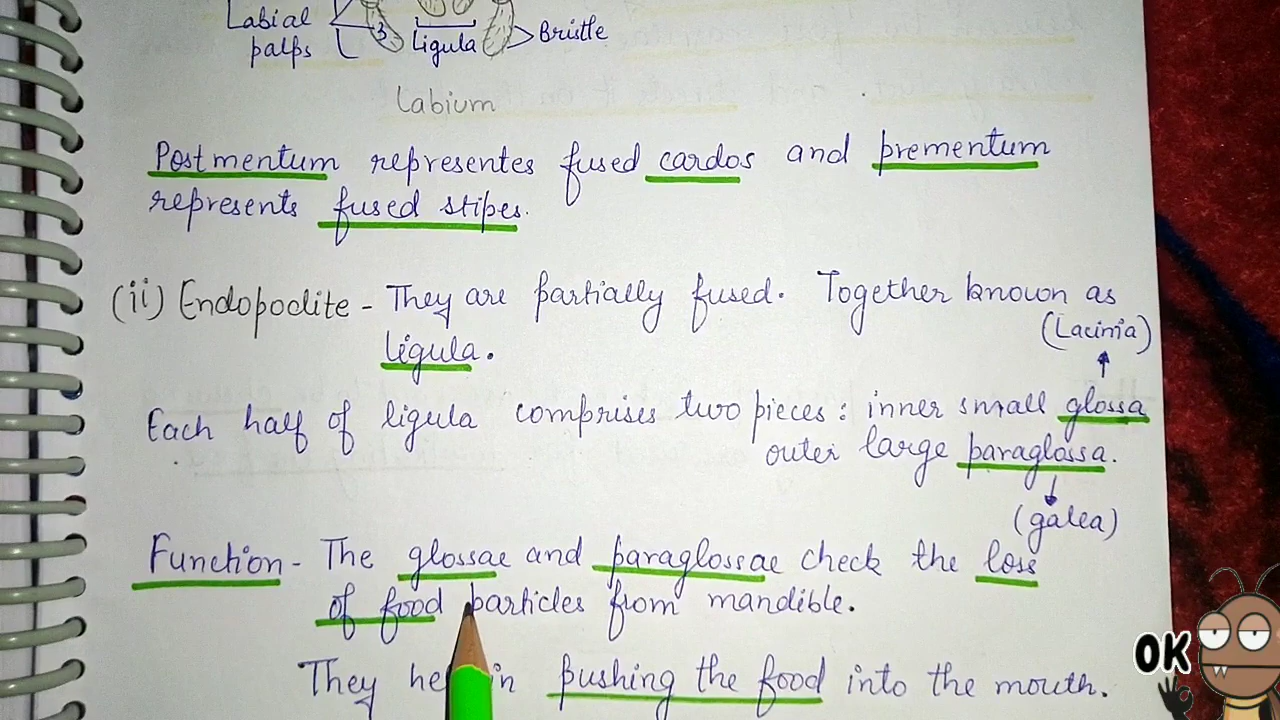 Labial
palps
3
Ligula
Bristle
Labium
Postmentum representes fused cardos and prementum
represents fused stipes.
(ii) Endopodite - They are partially fused. Together known as
(Lacinia)
ligula.
Each half of ligula comprises two pieces : inner small glossa
outer large paraglossa.
(galea)
Function - The glossae and paraglossae check the loss
of food particles from mandible.
They in pushing the food into the mouth.
OK